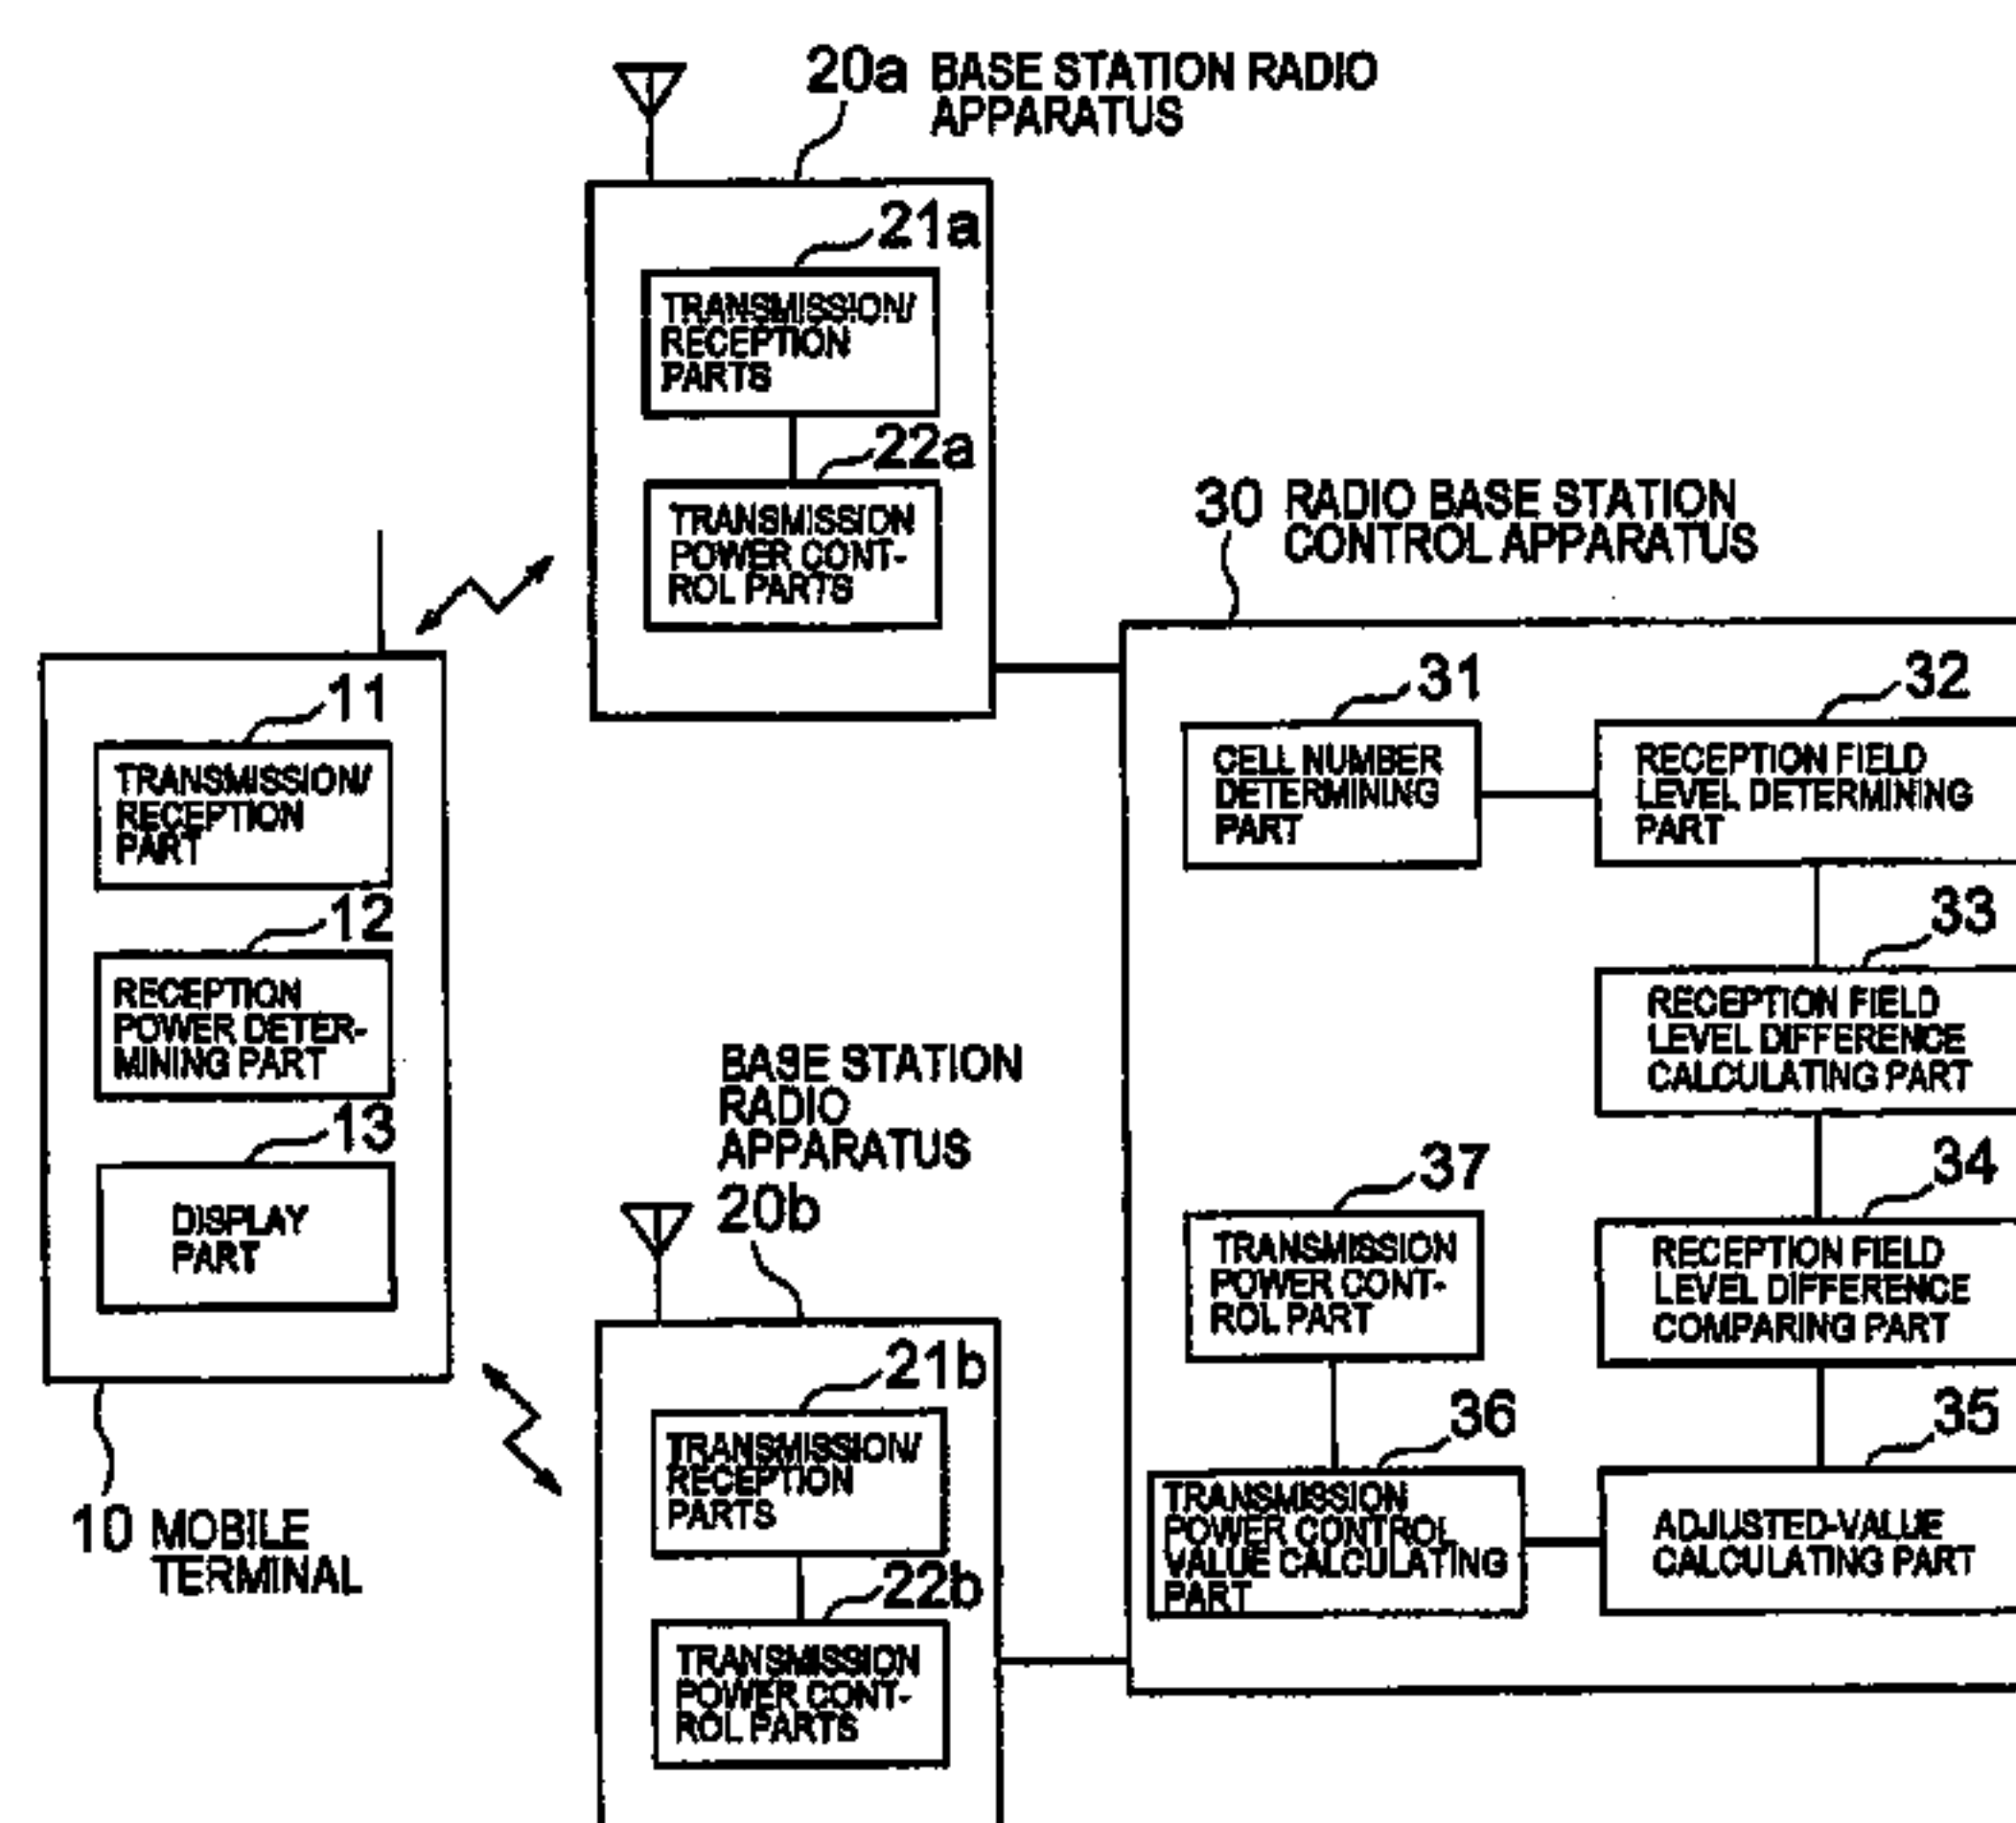 20a BASE STATION RADIO
APPARATUS
21a
TRANSMISSION/
RECEPTION
PARTS
22a
TRANSMISSION
POWER CONT-
ROL PARTS
30 RADIO BASE STATION
CONTROL APPARATUS
11
TRANSMISSION/
RECEPTION
PART
12
RECEPTION
POWER DETER-
MINING PART
13
DISPLAY
PART
10 MOBILE
TERMINAL
31
CELL NUMBER
DETERMINING
PART
32
RECEPTION FIELD
LEVEL DETERMINING
PART
33
RECEPTION FIELD
LEVEL DIFFERENCE
CALCULATING PART
34
RECEPTION FIELD
LEVEL DIFFERENCE
COMPARING PART
37
TRANSMISSION
POWER CONT-
ROL PART
36
TRANSMISSION
POWER CONTROL
VALUE CALCULATING
PART
35
ADJUSTED-VALUE
CALCULATING PART
BASE STATION
RADIO
APPARATUS
20b
21b
TRANSMISSION/
RECEPTION
PARTS
22b
TRANSMISSION
POWER CONT-
ROL PARTS